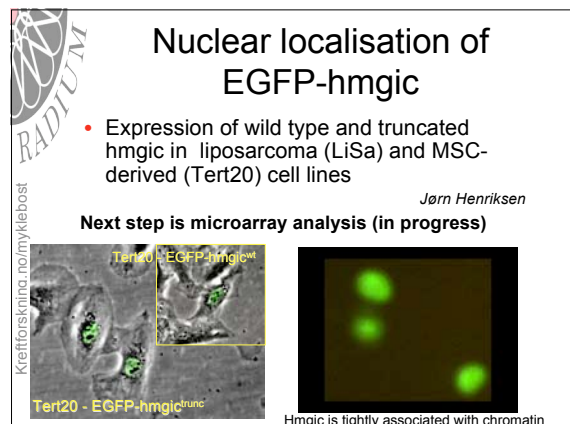 Nuclear localisation of
EGFP-hmgic
RADIUM
• Expression of wild type and truncated
hmgic in liposarcoma (LiSa) and MSC-
derived (Tert20) cell lines
Jørn Henriksen
Next step is microarray analysis (in progress)
Kreftforskning.no/myklebost
Tert20 - EGFP-hmgicwt
Tert20 - EGFP-hmgictrunc
Hmgic is tightly associated with chromatin